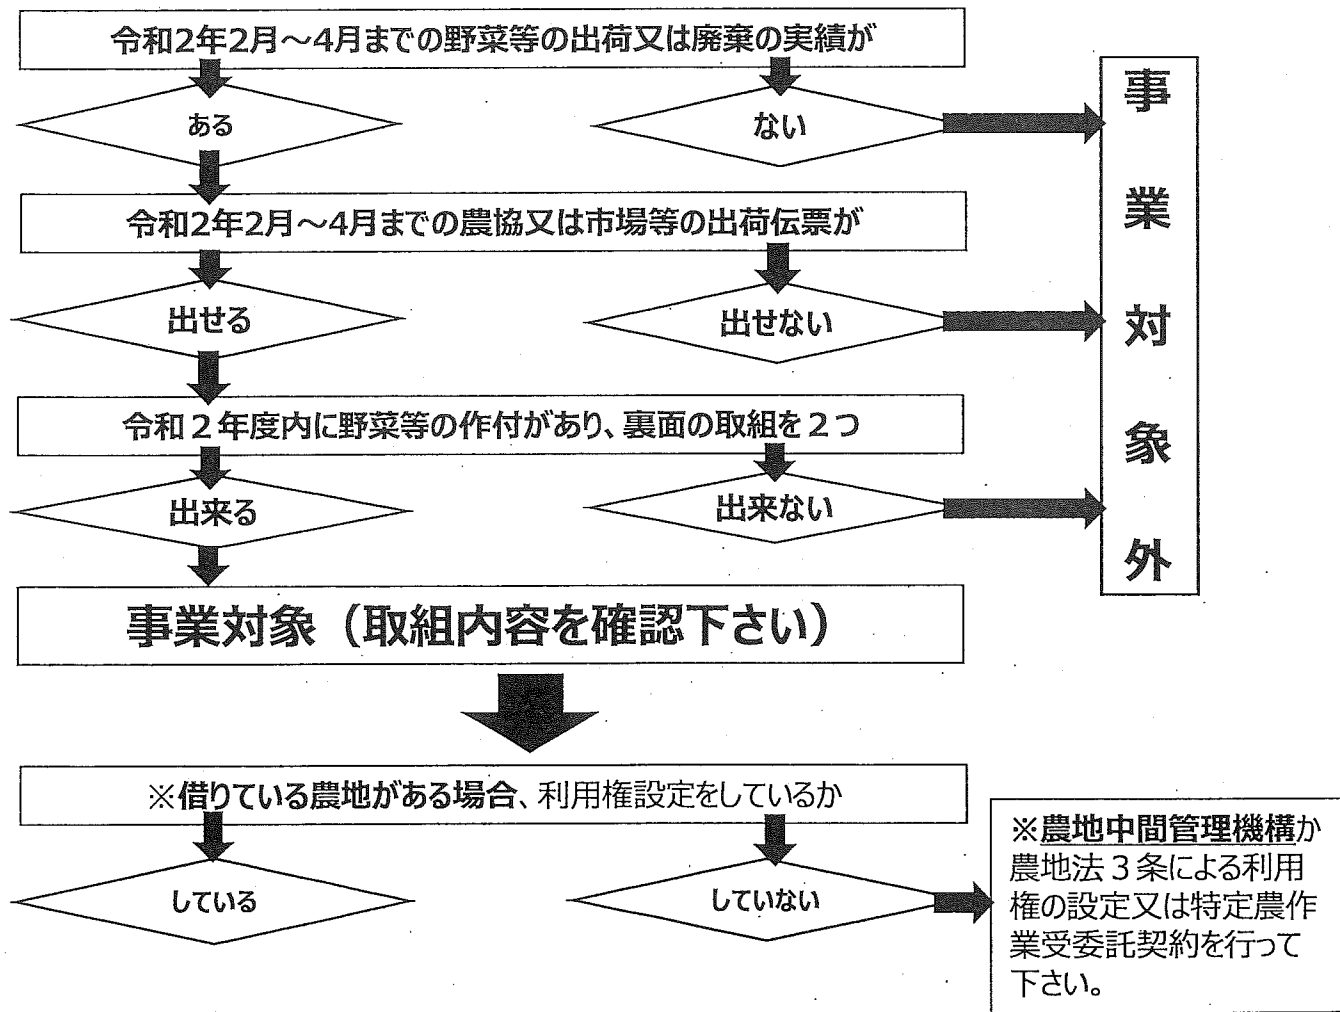 令和2年2月～4月までの野菜等の出荷又は廃棄の実績が
ある
ない
令和2年2月～4月までの農協又は市場等の出荷伝票が
出せる
出せない
令和２年度内に野菜等の作付があり、裏面の取組を２つ
出来る
出来ない
事業対象外
事業対象（取組内容を確認下さい）
※借りている農地がある場合、利用権設定をしているか
している
していない
※農地中間管理機構か
農地法３条による利用
権の設定又は特定農作
業受委託契約を行って
下さい。